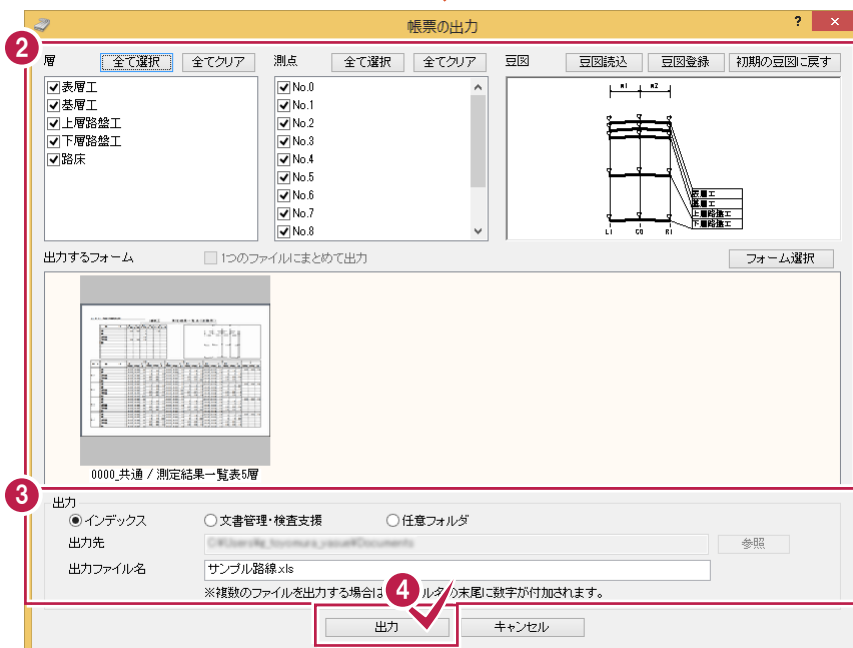 帳票の出力 ? ×
2
層 全て選択 全てクリア 測点 全て選択 全てクリア 豆図 豆図読込 豆図登録 初期の豆図に戻す
表層工
基層工
上層路盤工
下層路盤工
路床
No.0
No.1
No.2
No.3
No.4
No.5
No.6
No.7
No.8
m1 m2
表層工
基層工
上層路盤工
下層路盤工
L1 C0 R1
出力するフォーム 1つのファイルにまとめて出力 フォーム選択
0000_共通 / 測定結果一覧表5層
3
出力
インデックス 文書管理・検査支援 任意フォルダ
出力先 参照
出力ファイル名 サンプル路線.xls
※複数のファイルを出力する場合は 4 ルタの末尾に数字が付加されます。
出力 キャンセル